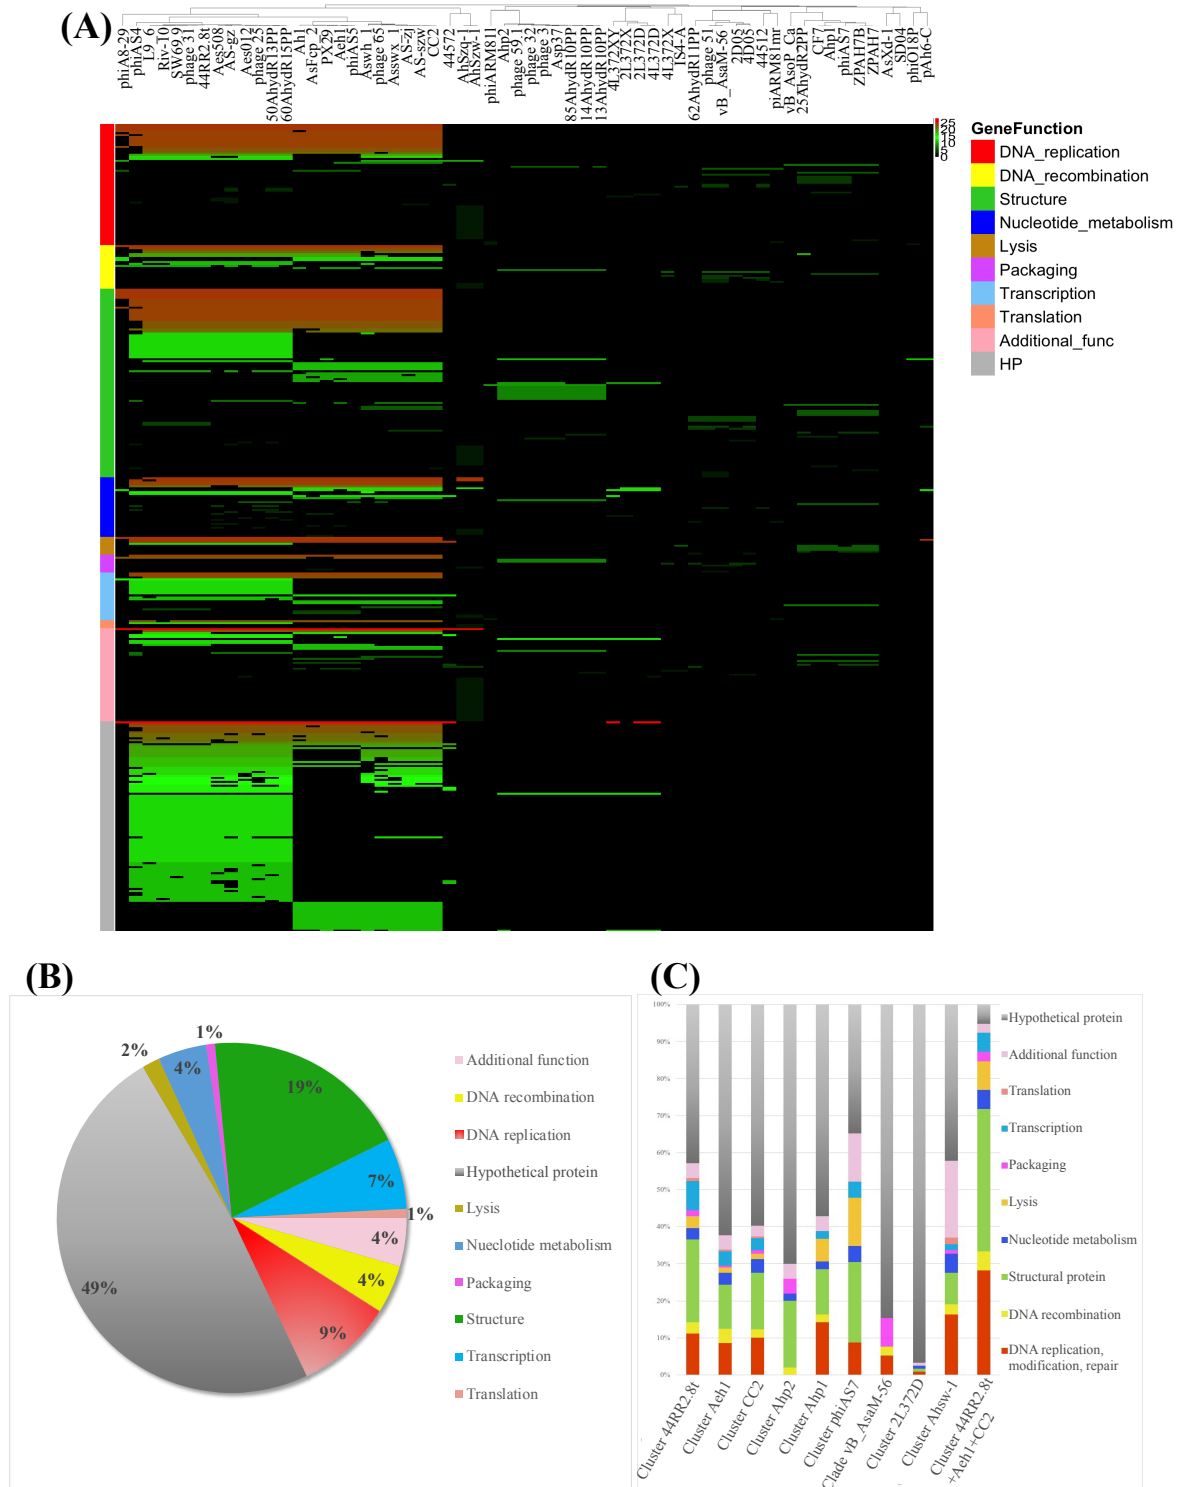 (A)
phiA8-29
phiAS4
L9_6
Riv-10
SW69.9
phage 31
44RR2.8t
Aes508
AS-gz
Aes012
phage 25
50AhydR13PP
60AhydR15PP
Ah1
AsFcp_2
PX29
Aeh1
phiAS5
Aswh_1
phage 65
Asswx_1
AS-zj
AS-szw
CC2
44572
AhSzq-1
AhSzw-1
phiARM81l
Ahp2
phage 59.1
phage 32
phage 3
Asp37
85AhydR10PP
14AhydR10PP
13AhydR10PP
4L372XY
2L372X
2L372D
4L372D
4L372X
1S4-A
62AhydR11PP
phage 51
vB_AsaM-56
2D05
4D05
44512
piARM81mr
vB_AsoP_Ca
25AhydR2PP
CF7
Ahp1
phiAS7
ZPAH7B
ZPAH7
AsXd-1
SD04
phiO18P
pAh6-C
25
20
15
10
5
0
GeneFunction
DNA_replication
DNA_recombination
Structure
Nucleotide_metabolism
Lysis
Packaging
Transcription
Translation
Additional_func
HP
(B)
1%
2%
4%
19%
7%
1%
4%
4%
9%
49%
Additional function
DNA recombination
DNA replication
Hypothetical protein
Lysis
Nueclotide metabolism
Packaging
Structure
Transcription
Translation
(C)
100%
90%
80%
70%
60%
50%
40%
30%
20%
10%
0%
Cluster 44RR2.8t
Cluster Aeh1
Cluster CC2
Cluster Ahp2
Cluster Ahp1
Cluster phiAS7
Clade vB_AsaM-56
Cluster 2L372D
Cluster Ahsw-1
Cluster 44RR2.8t
+Aeh1+CC2
Hypothetical protein
Additional function
Translation
Transcription
Packaging
Lysis
Nucleotide metabolism
Structural protein
DNA recombination
DNA replication,
modification, repair